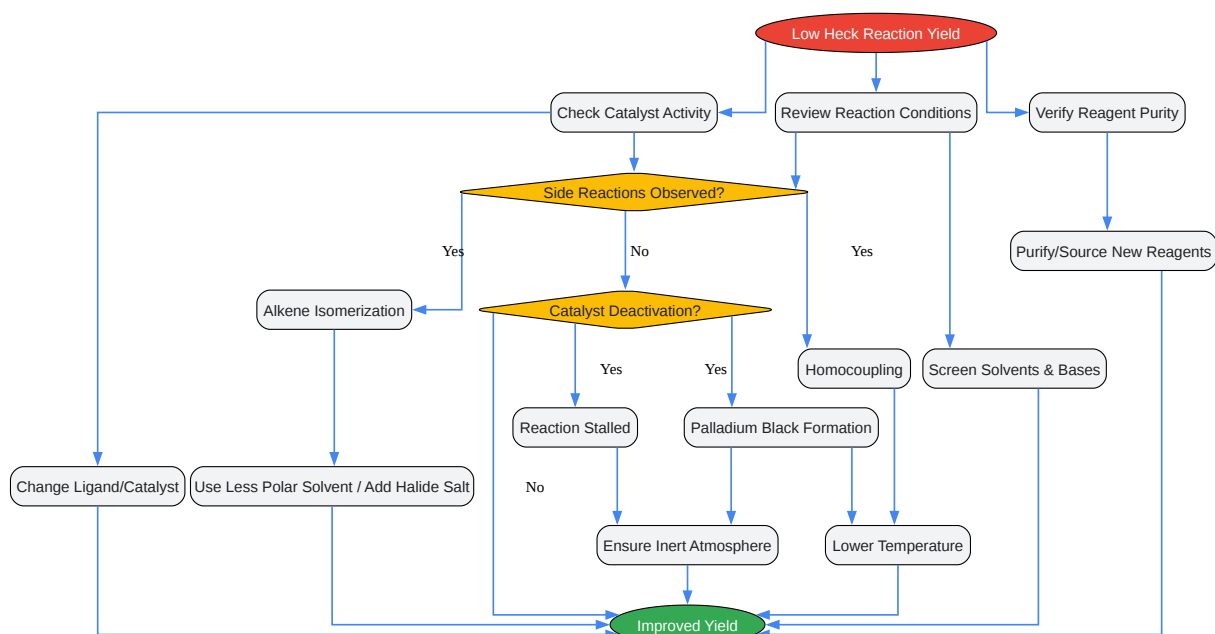 Low Heck Reaction Yield
Check Catalyst Activity
Review Reaction Conditions
Verify Reagent Purity
Side Reactions Observed?
Yes
No
Yes
Purify/Source New Reagents
Alkene Isomerization
Catalyst Deactivation?
Yes
Yes
Homocoupling
Screen Solvents & Bases
Reaction Stalled
Palladium Black Formation
Change Ligand/Catalyst
Use Less Polar Solvent / Add Halide Salt
No
Ensure Inert Atmosphere
Lower Temperature
Improved Yield